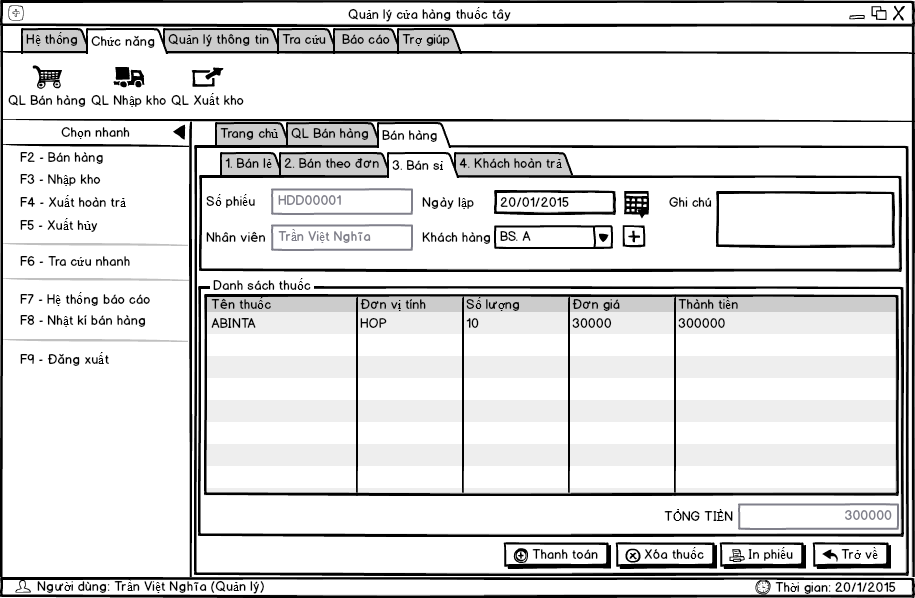 Quản lý cửa hàng thuốc tây
Hệ thống Chức năng Quản lý thông tin Tra cứu Báo cáo Trợ giúp
QL Bán hàng QL Nhập kho QL Xuất kho
Chọn nhanh
F2 - Bán hàng
F3 - Nhập kho
F4 - Xuất hoàn trả
F5 - Xuất hủy
F6 - Tra cứu nhanh
F7 - Hệ thống báo cáo
F8 - Nhật kí bán hàng
F9 - Đăng xuất
Trang chủ QL Bán hàng Bán hàng
1. Bán lẻ 2. Bán theo đơn 3. Bán sỉ 4. Khách hoàn trả
Số phiếu HDD00001 Ngày lập 20/01/2015 Ghi chú
Nhân viên Trần Việt Nghĩa Khách hàng BS. A
Danh sách thuốc
Tên thuốc Đơn vị tính Số lượng Đơn giá Thành tiền
ABINTA HOP 10 30000 300000
TỔNG TIỀN 300000
Thanh toán Xóa thuốc In phiếu Trở về
Người dùng: Trần Việt Nghĩa (Quản lý) Thời gian: 20/1/2015